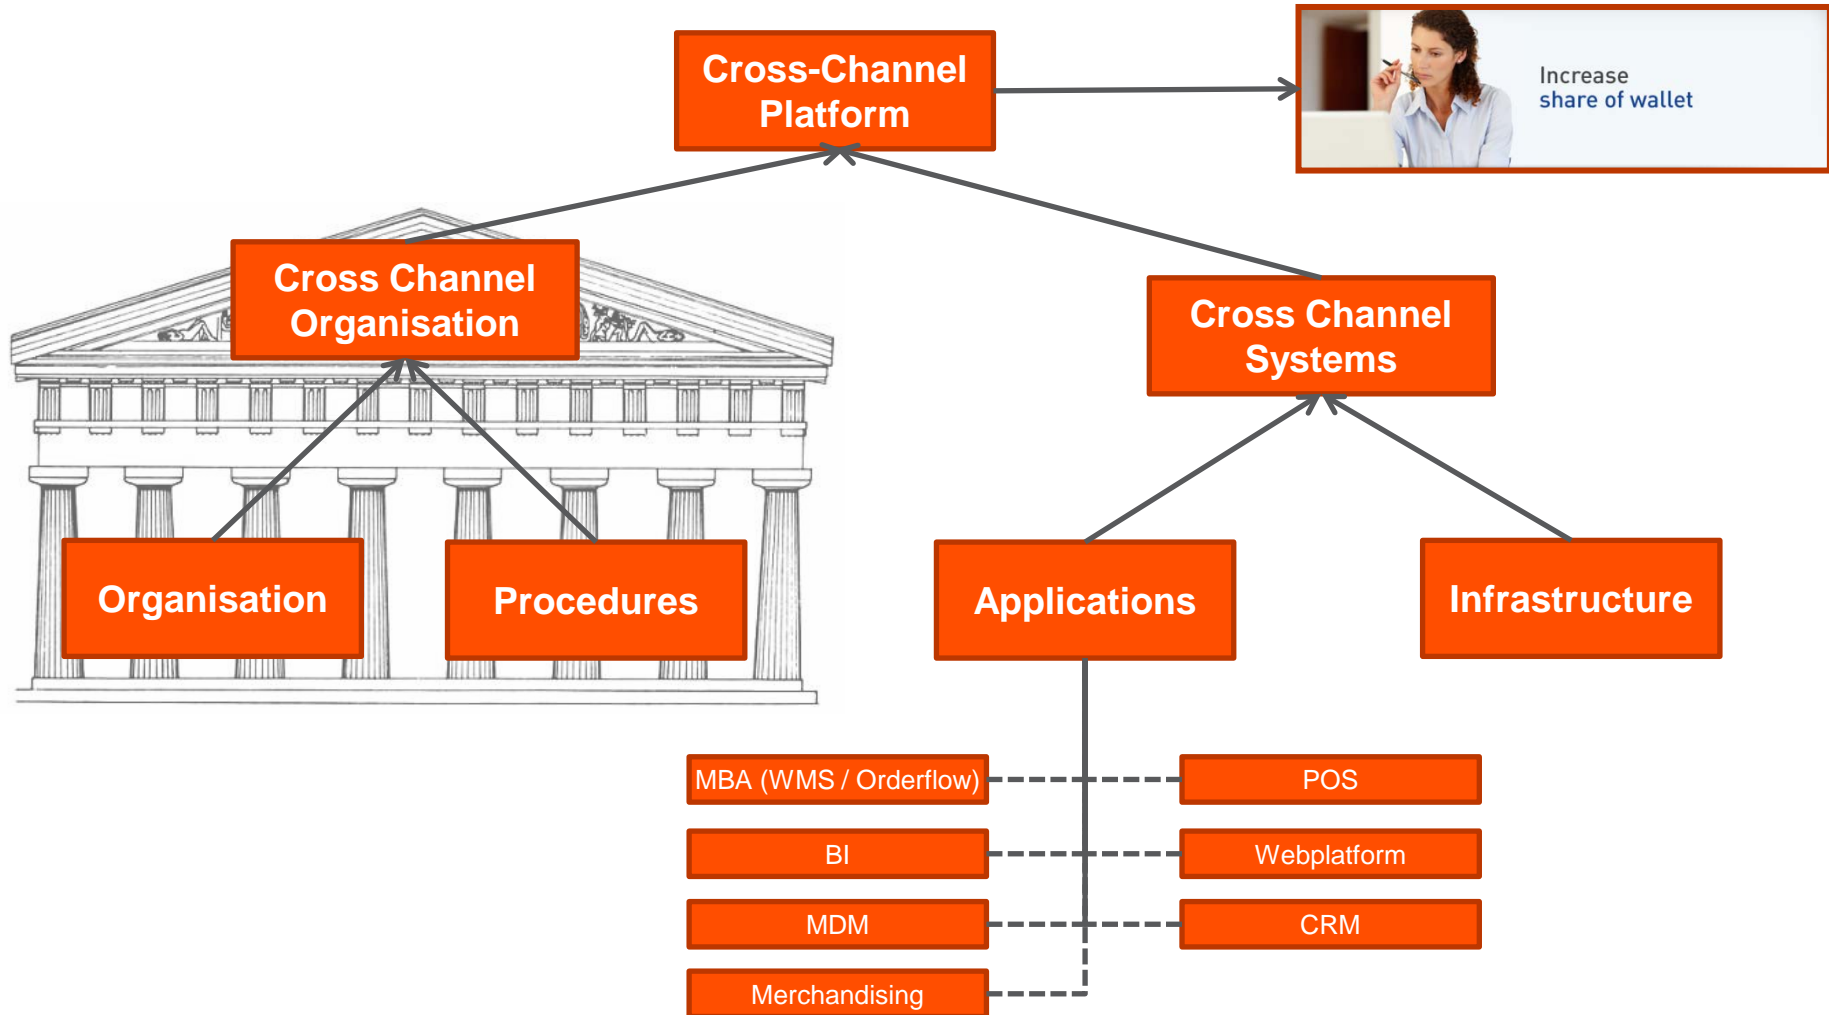 Cross-Channel
Platform
Increase
share of wallet
Cross Channel
Organisation
Cross Channel
Systems
Organisation
Procedures
Applications
Infrastructure
MBA (WMS / Orderflow)
POS
BI
Webplatform
MDM
CRM
Merchandising